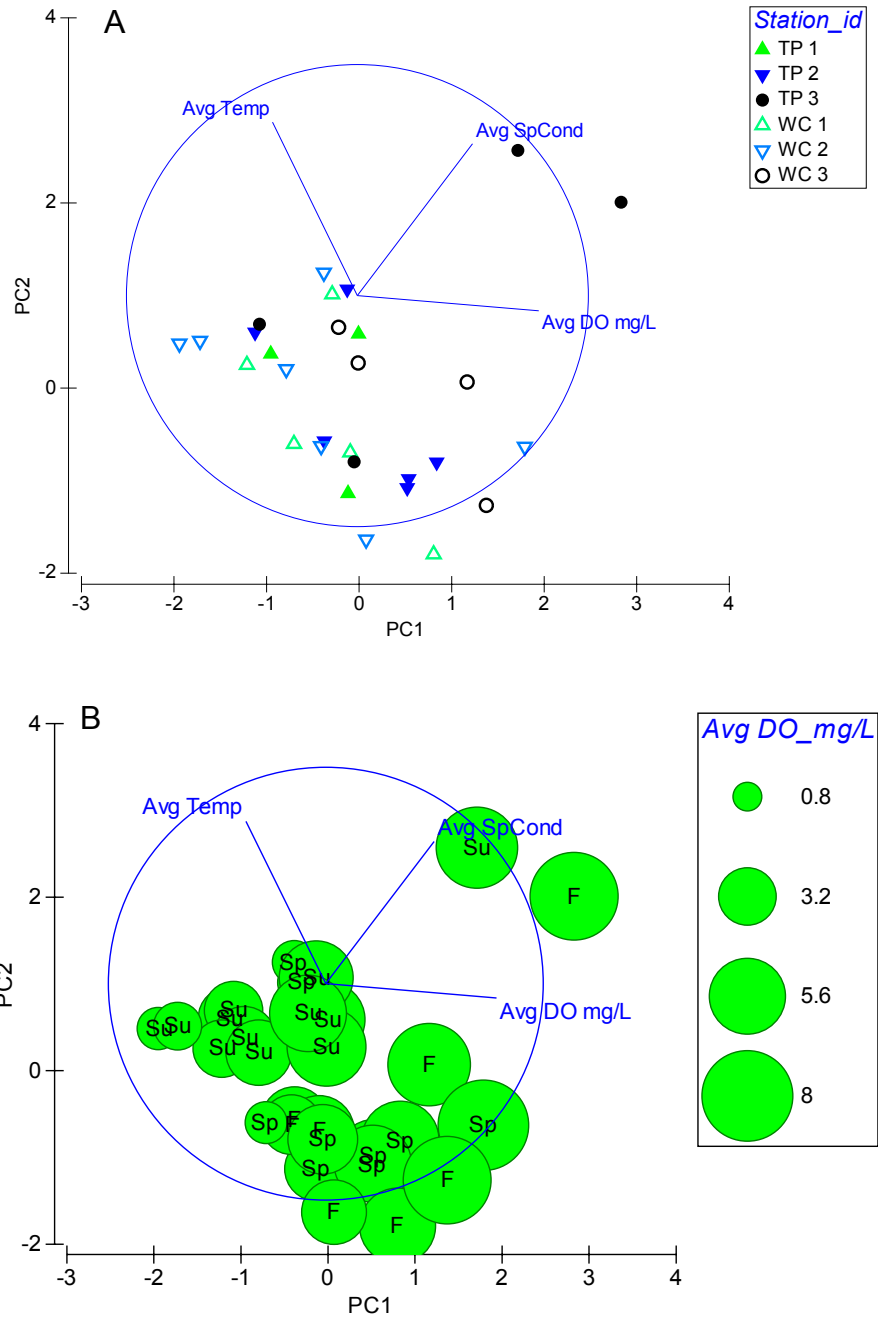 A
Station_id
TP 1
TP 2
TP 3
WC 1
WC 2
WC 3
4
2
0
-2
PC2
Avg Temp
Avg SpCond
Avg DO mg/L
-3 -2 -1 0 1 2 3 4
PC1
B
Avg DO_mg/L
0.8
3.2
5.6
8
4
2
0
-2
PC2
Avg Temp
Avg SpCond
Avg DO mg/L
Su
F
Sp
Sp
Su
Su
Su
Su
Su
Su
Su
Su
Su
Su
Su
F
Sp
F
F
F
Sp
Sp
Sp
Sp
Sp
Sp
F
F
F
-3 -2 -1 0 1 2 3 4
PC1